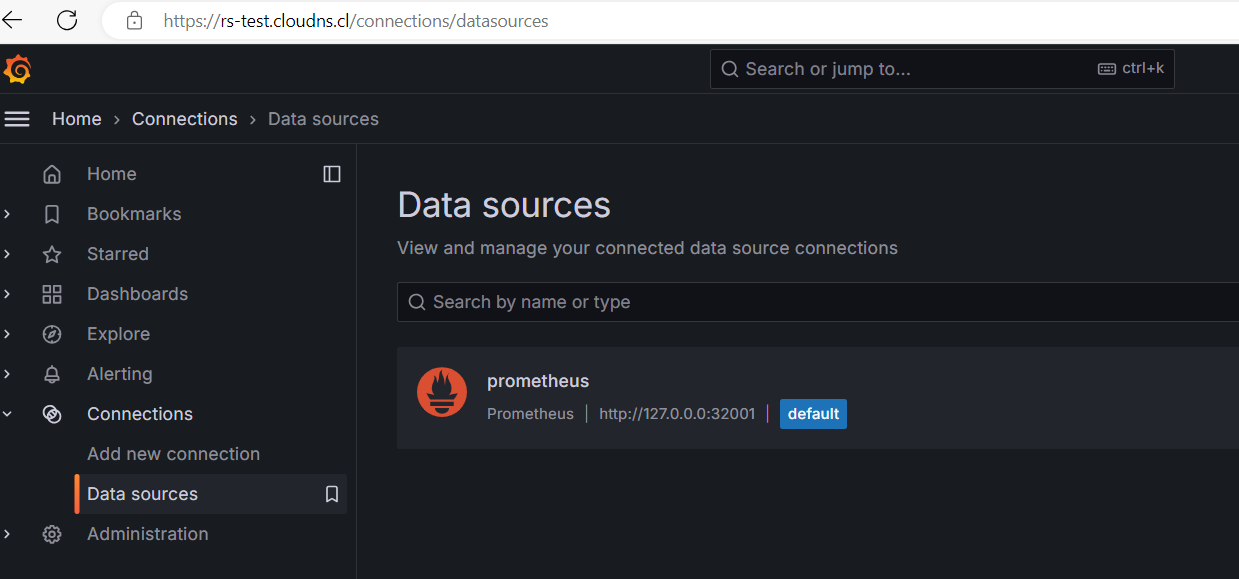 https://rs-test.cloudns.cl/connections/datasources
Search or jump to... ctrl+k
Home › Connections › Data sources
Home
Bookmarks
Starred
Dashboards
Explore
Alerting
Connections
Add new connection
Data sources
Administration
Data sources
View and manage your connected data source connections
Search by name or type
prometheus
Prometheus | http://127.0.0.0:32001 | default